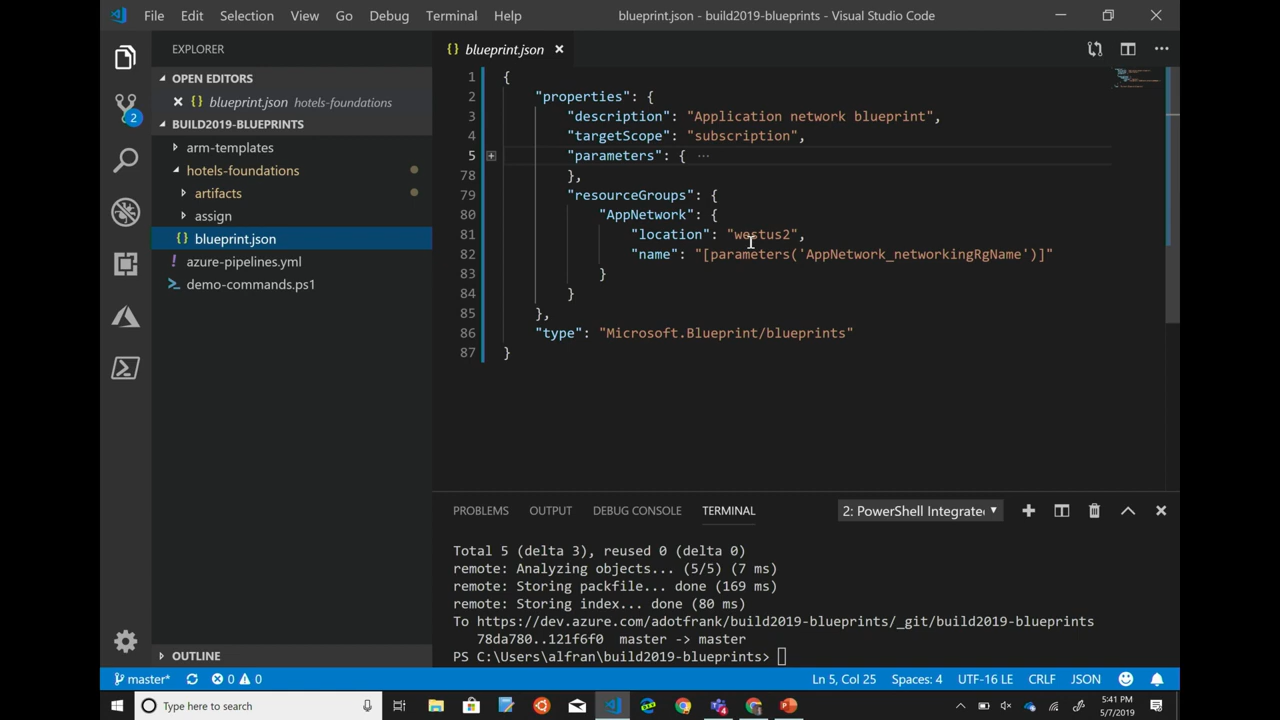 File Edit Selection View Go Debug Terminal Help blueprint.json - build2019-blueprints - Visual Studio Code
EXPLORER
OPEN EDITORS
{} blueprint.json hotels-foundations
BUILD2019-BLUEPRINTS
arm-templates
hotels-foundations
artifacts
assign
{} blueprint.json
azure-pipelines.yml
demo-commands.ps1
OUTLINE
2
{} blueprint.json
1 {
2 "properties": {
3 "description": "Application network blueprint",
4 "targetScope": "subscription",
5 "parameters": { ...
78 },
79 "resourceGroups": {
80 "AppNetwork": {
81 "location": "westus2",
82 "name": "[parameters('AppNetwork_networkingRgName')]"
83 }
84 }
85 },
86 "type": "Microsoft.Blueprint/blueprints"
87 }
PROBLEMS OUTPUT DEBUG CONSOLE TERMINAL 2: PowerShell Integrate
Total 5 (delta 3), reused 0 (delta 0)
remote: Analyzing objects... (5/5) (7 ms)
remote: Storing packfile... done (169 ms)
remote: Storing index... done (80 ms)
To https://dev.azure.com/adotfrank/build2019-blueprints/_git/build2019-blueprints
78da780..121f6f0 master -> master
PS C:\Users\alfran\build2019-blueprints>
master* 0 0 Ln 5, Col 25 Spaces: 4 UTF-16 LE CRLF JSON
Type here to search
5:41 PM
5/7/2019